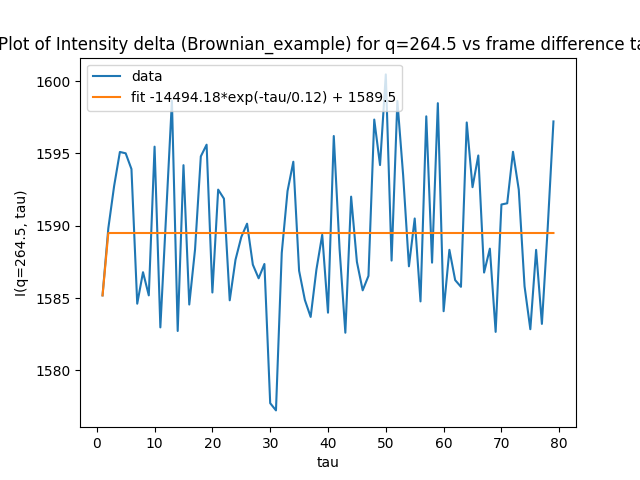 Plot of Intensity delta (Brownian_example) for q=264.5 vs frame difference ta
data
fit -14494.18*exp(-tau/0.12) + 1589.5
1600
1595
1590
1585
1580
I(q=264.5, tau)
0 10 20 30 40 50 60 70 80
tau